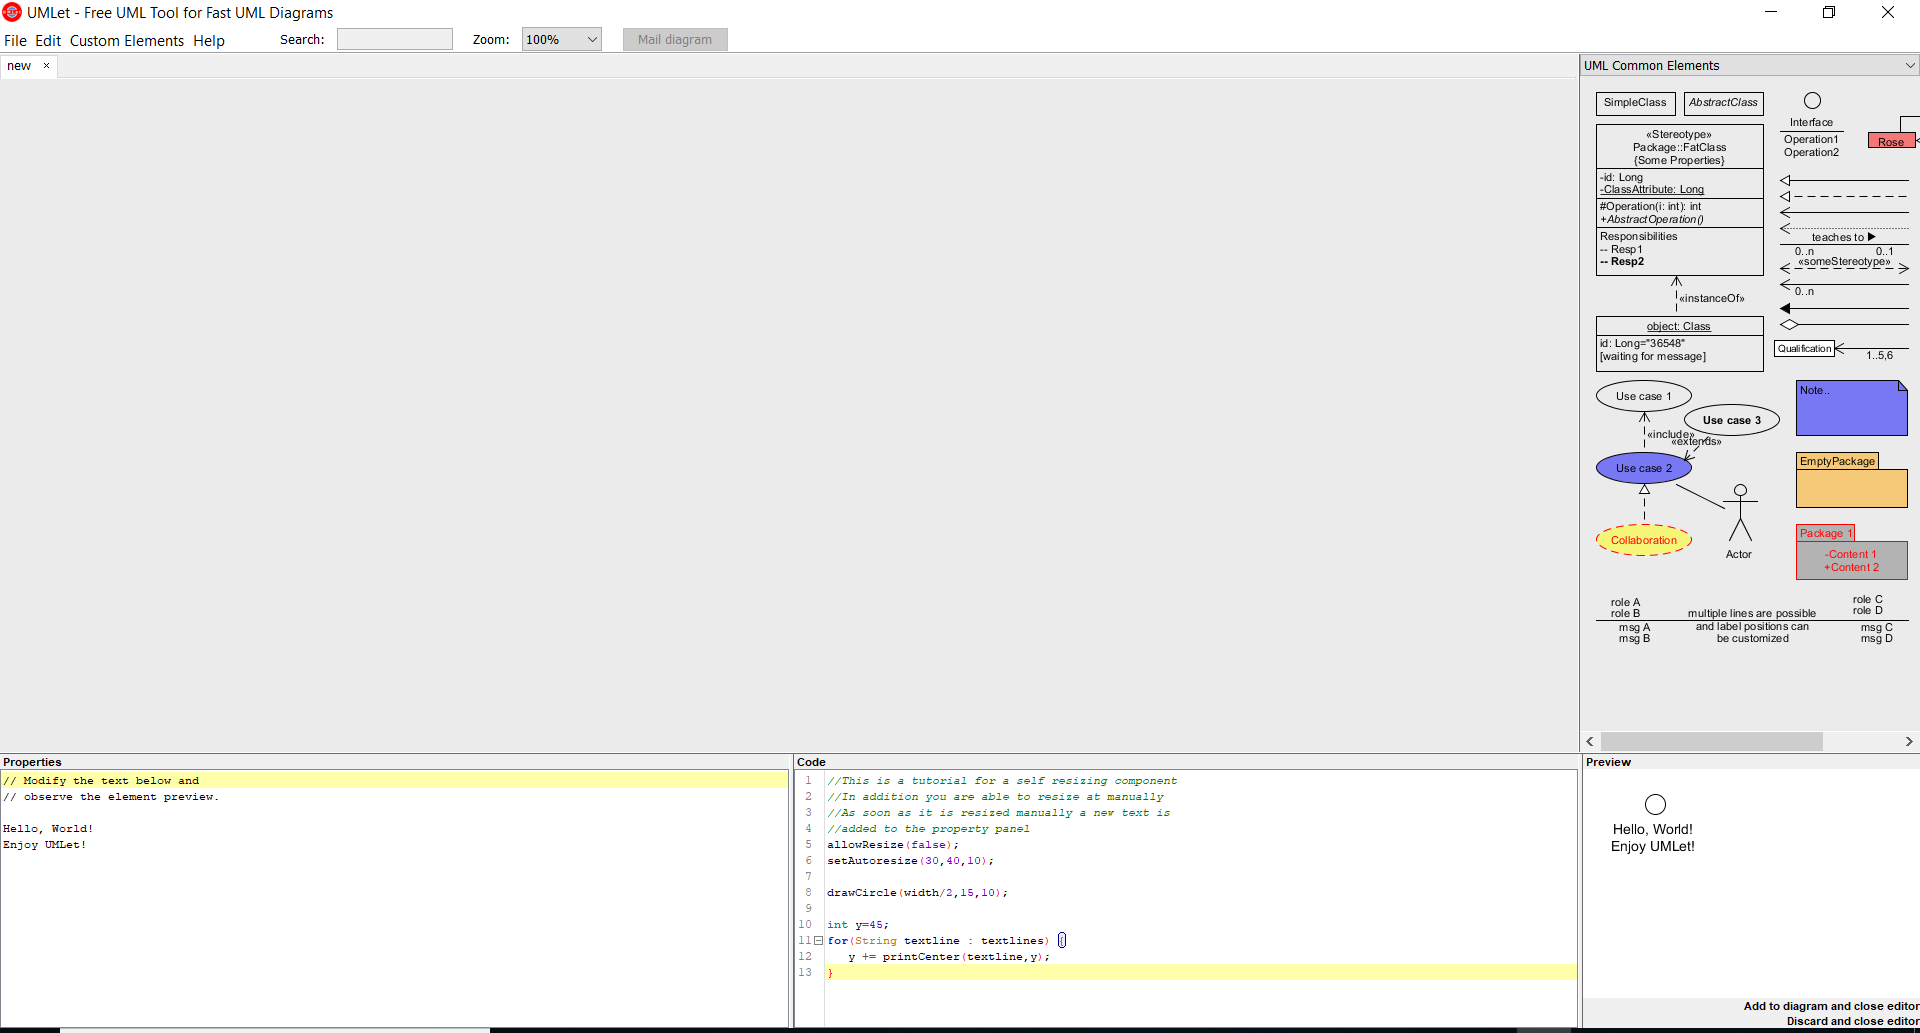 UMLet - Free UML Tool for Fast UML Diagrams
File Edit Custom Elements Help Search: Zoom: 100% Mail diagram
new
UML Common Elements
SimpleClass
AbstractClass
«Stereotype»
Package::FatClass
{Some Properties}
-id: Long
-ClassAttribute: Long
#Operation(i: int): int
+AbstractOperation()
Responsibilities
-- Resp1
-- Resp2
Interface
Operation1
Operation2
Rose
teaches to
0..n 0..1
«someStereotype»
0..n
«instanceOf»
object: Class
id: Long="36548"
[waiting for message]
Qualification
1..5,6
Use case 1
Use case 3
«include»
«extends»
Use case 2
Collaboration
Actor
Note..
EmptyPackage
Package 1
-Content 1
+Content 2
role A
role B
msg A
msg B
multiple lines are possible
and label positions can
be customized
role C
role D
msg C
msg D
Properties
// Modify the text below and
// observe the element preview.
Hello, World!
Enjoy UMLet!
Code
1 //This is a tutorial for a self resizing component
2 //In addition you are able to resize at manually
3 //As soon as it is resized manually a new text is
4 //added to the property panel
5 allowResize(false);
6 setAutoresize(30,40,10);
7
8 drawCircle(width/2,15,10);
9
10 int y=45;
11 for(String textline : textlines) {
12 y += printCenter(textline,y);
13 }
Preview
Hello, World!
Enjoy UMLet!
Add to diagram and close editor
Discard and close editor